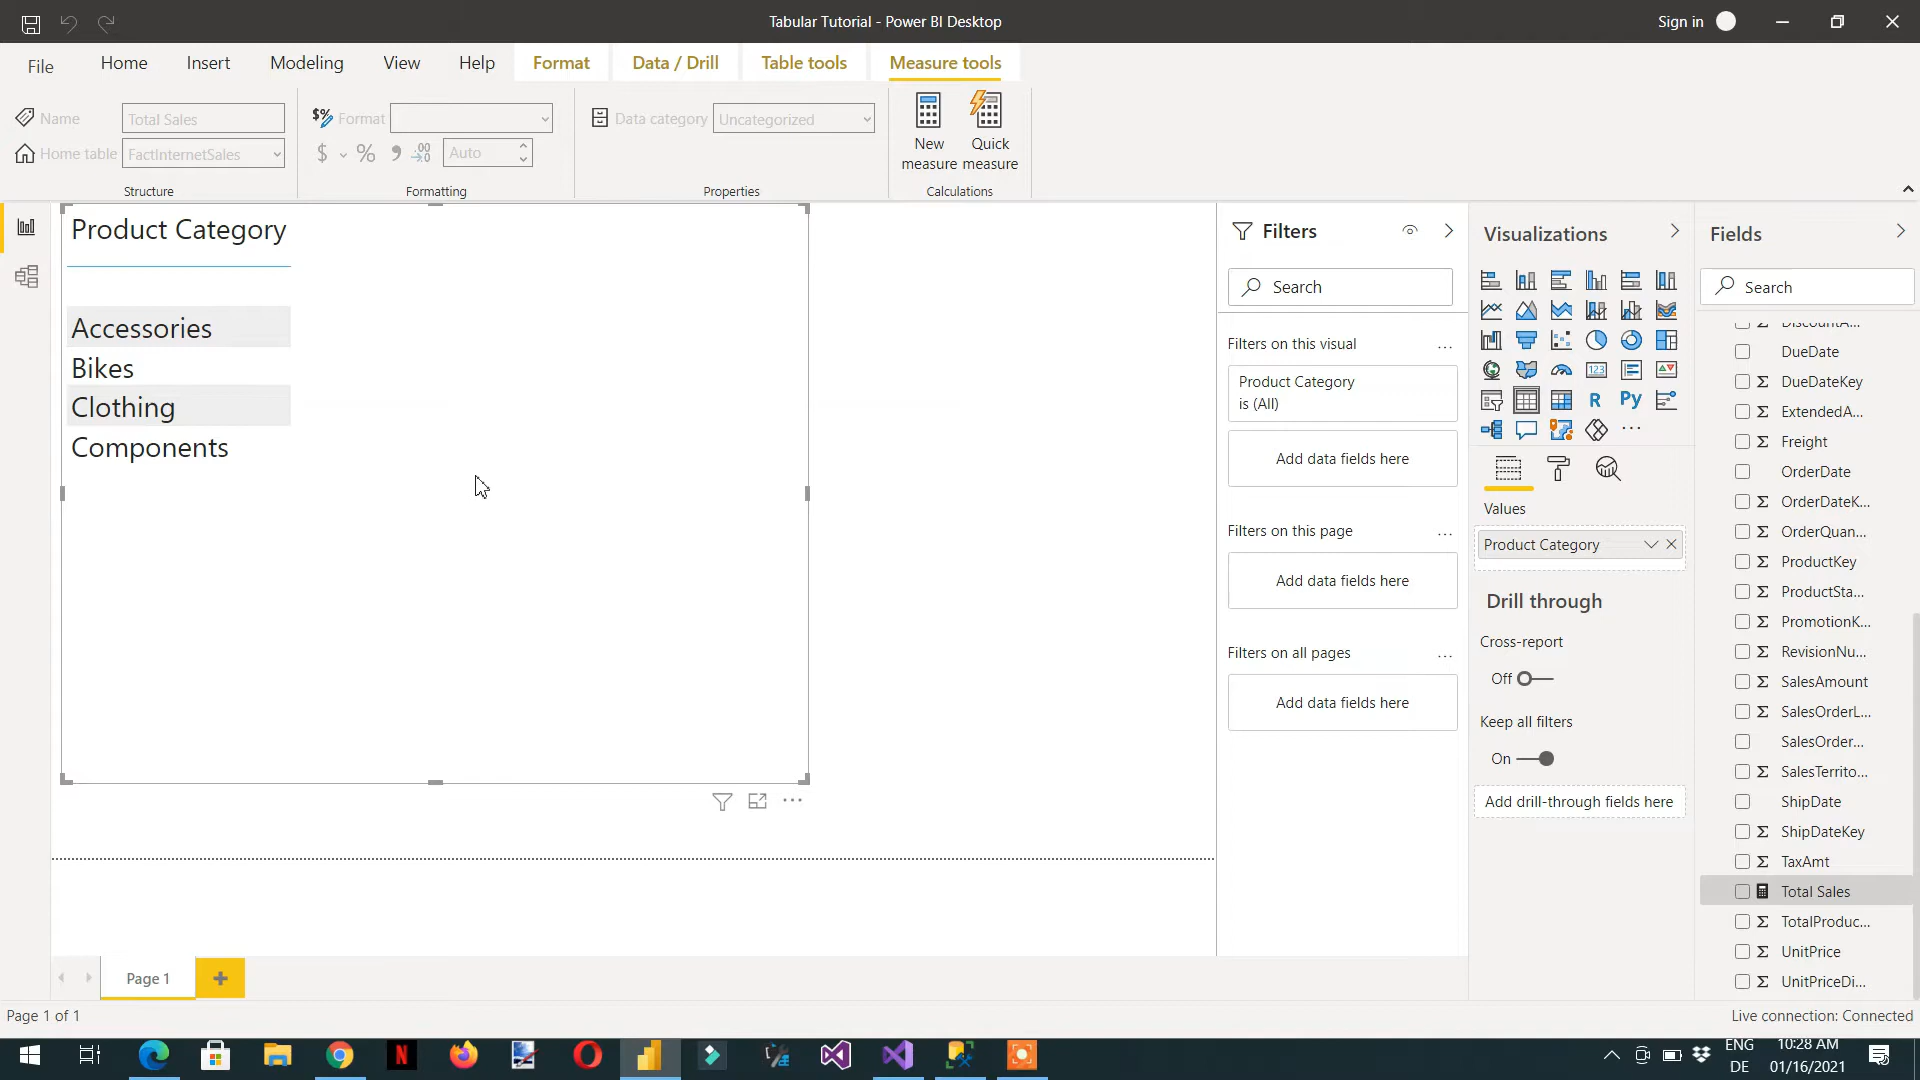 Tabular Tutorial - Power BI Desktop
Sign in
File
Home
Insert
Modeling
View
Help
Format
Data / Drill
Table tools
Measure tools
Name
Total Sales
Home table
FactInternetSales
Structure
Format
$
%
Auto
Formatting
Data category
Uncategorized
Properties
New
measure
Quick
measure
Calculations
Product Category
Accessories
Bikes
Clothing
Components
Filters
Search
Filters on this visual
...
Product Category
is (All)
Add data fields here
Filters on this page
...
Add data fields here
Filters on all pages
...
Add data fields here
Visualizations
123
R
Py
...
Values
Product Category
Drill through
Cross-report
Off
Keep all filters
On
Add drill-through fields here
Fields
Search
DiscountA...
DueDate
DueDateKey
ExtendedA...
Freight
OrderDate
OrderDateK...
OrderQuan...
ProductKey
ProductSta...
PromotionK...
RevisionNu...
SalesAmount
SalesOrderL...
SalesOrder...
SalesTerrito...
ShipDate
ShipDateKey
TaxAmt
Total Sales
TotalProduc...
UnitPrice
UnitPriceDi...
Page 1
Page 1 of 1
Live connection: Connected
N
ENG
DE
10:28 AM
01/16/2021